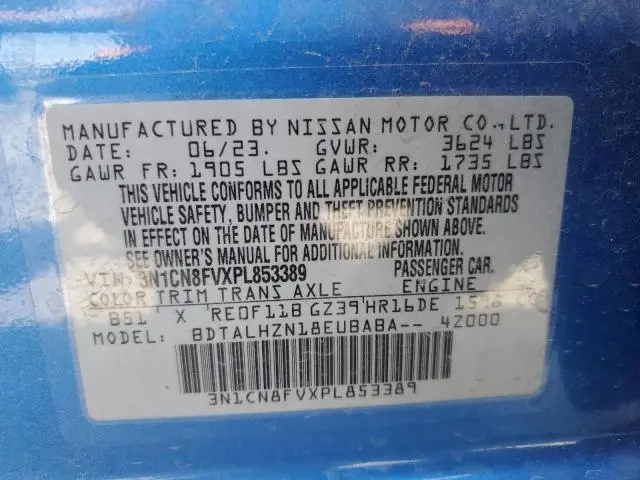 MANUFACTURED BY NISSAN MOTOR CO., LTD.
DATE: 06/23. GVWR: 3624 LBS
GAWR FR: 1905 LBS GAWR RR: 1735 LBS
THIS VEHICLE CONFORMS TO ALL APPLICABLE FEDERAL MOTOR
VEHICLE SAFETY, BUMPER AND THEFT PREVENTION STANDARDS
IN EFFECT ON THE DATE OF MANUFACTURE SHOWN ABOVE.
SEE OWNER'S MANUAL FOR ADDITIONAL INFORMATION.
VIN: 3N1CN8FVXPL853389 PASSENGER CAR.
COLOR TRIM TRANS AXLE ENGINE
B51 X RE0F11B GZ39 HR16DE 1598 CC
MODEL: BDTALHZN18EUBABA-- 4Z000
3N1CN8FVXPL853389